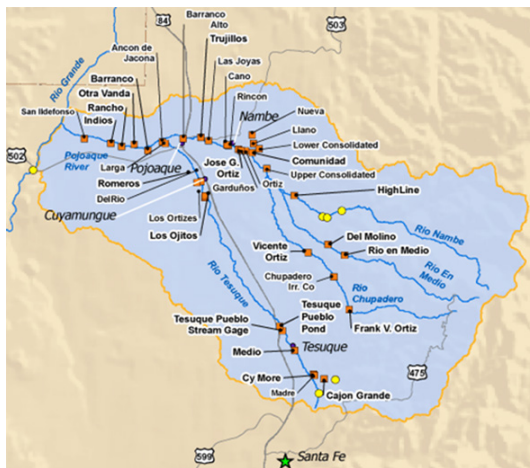 84
503
Barranco
Alto
Trujillos
Ancon de
Jacona
Las Joyas
Cano
Rincon
Barranco
Otra Vanda
Rancho
Indios
San Ildefonso
Rio Grande
Nambe
Nueva
Llano
Lower Consolidated
Comunidad
Upper Consolidated
502
Pojoaque
River
Larga
Pojoaque
Jose G.
Ortiz
Ortiz
Romeros
DelRio
Garduños
HighLine
Cuyamungue
Los Ortizes
Los Ojitos
Rio Nambe
Del Molino
Rio en Medio
Vicente
Ortiz
Rio En
Medio
Chupadero
Irr. Co
Rio Tesuque
Rio
Chupadero
Tesuque
Pueblo
Pond
Frank V. Ortiz
Tesuque Pueblo
Stream Gage
Tesuque
Medio
Cy More
Madre
Cajon Grande
475
599
Santa Fe